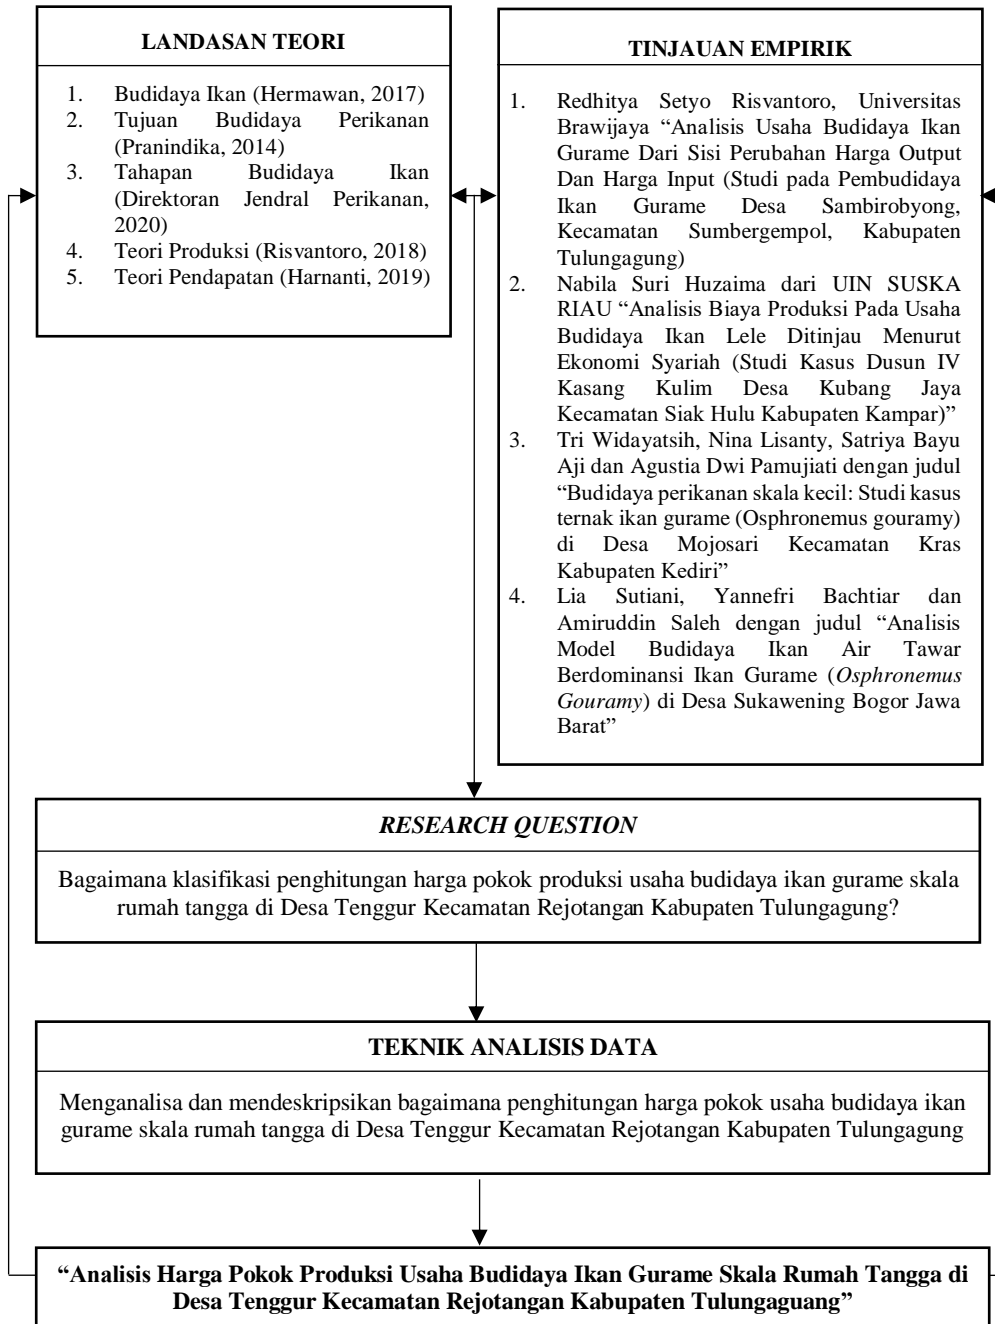 LANDASAN TEORI
1. Budidaya Ikan (Hermawan, 2017)
2. Tujuan Budidaya Perikanan
(Pranindika, 2014)
3. Tahapan Budidaya Ikan
(Direktoran Jendral Perikanan,
2020)
4. Teori Produksi (Risvantoro, 2018)
5. Teori Pendapatan (Harnanti, 2019)
TINJAUAN EMPIRIK
1. Redhitya Setyo Risvantoro, Universitas
Brawijaya “Analisis Usaha Budidaya Ikan
Gurame Dari Sisi Perubahan Harga Output
Dan Harga Input (Studi pada Pembudidaya
Ikan Gurame Desa Sambirobyong,
Kecamatan Sumbergempol, Kabupaten
Tulungagung)
2. Nabila Suri Huzaima dari UIN SUSKA
RIAU “Analisis Biaya Produksi Pada Usaha
Budidaya Ikan Lele Ditinjau Menurut
Ekonomi Syariah (Studi Kasus Dusun IV
Kasang Kulim Desa Kubang Jaya
Kecamatan Siak Hulu Kabupaten Kampar)”
3. Tri Widayatsih, Nina Lisanty, Satriya Bayu
Aji dan Agustia Dwi Pamujiati dengan judul
“Budidaya perikanan skala kecil: Studi kasus
ternak ikan gurame (Osphronemus gouramy)
di Desa Mojosari Kecamatan Kras
Kabupaten Kediri”
4. Lia Sutiani, Yannefri Bachtiar dan
Amiruddin Saleh dengan judul “Analisis
Model Budidaya Ikan Air Tawar
Berdominansi Ikan Gurame (Osphronemus
Gouramy) di Desa Sukawening Bogor Jawa
Barat”
RESEARCH QUESTION
Bagaimana klasifikasi penghitungan harga pokok produksi usaha budidaya ikan gurame skala
rumah tangga di Desa Tenggur Kecamatan Rejotangan Kabupaten Tulungagung?
TEKNIK ANALISIS DATA
Menganalisa dan mendeskripsikan bagaimana penghitungan harga pokok usaha budidaya ikan
gurame skala rumah tangga di Desa Tenggur Kecamatan Rejotangan Kabupaten Tulungagung
“Analisis Harga Pokok Produksi Usaha Budidaya Ikan Gurame Skala Rumah Tangga di
Desa Tenggur Kecamatan Rejotangan Kabupaten Tulungaguang”